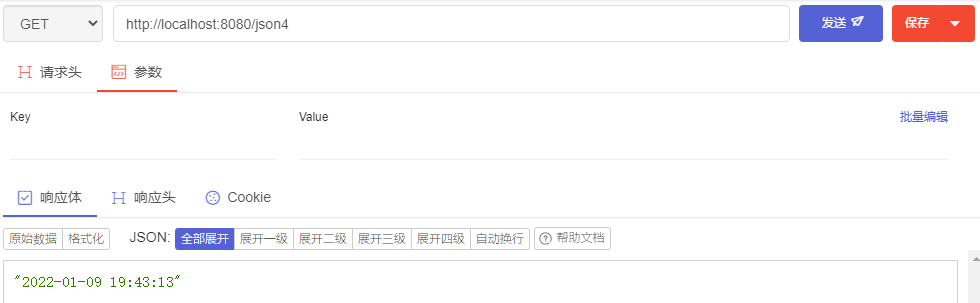 GET http://localhost:8080/json4 发送 保存
请求头 参数
Key Value 批量编辑
响应体 响应头 Cookie
原始数据 格式化 JSON: 全部展开 展开一级 展开二级 展开三级 展开四级 自动换行 帮助文档
"2022-01-09 19:43:13"